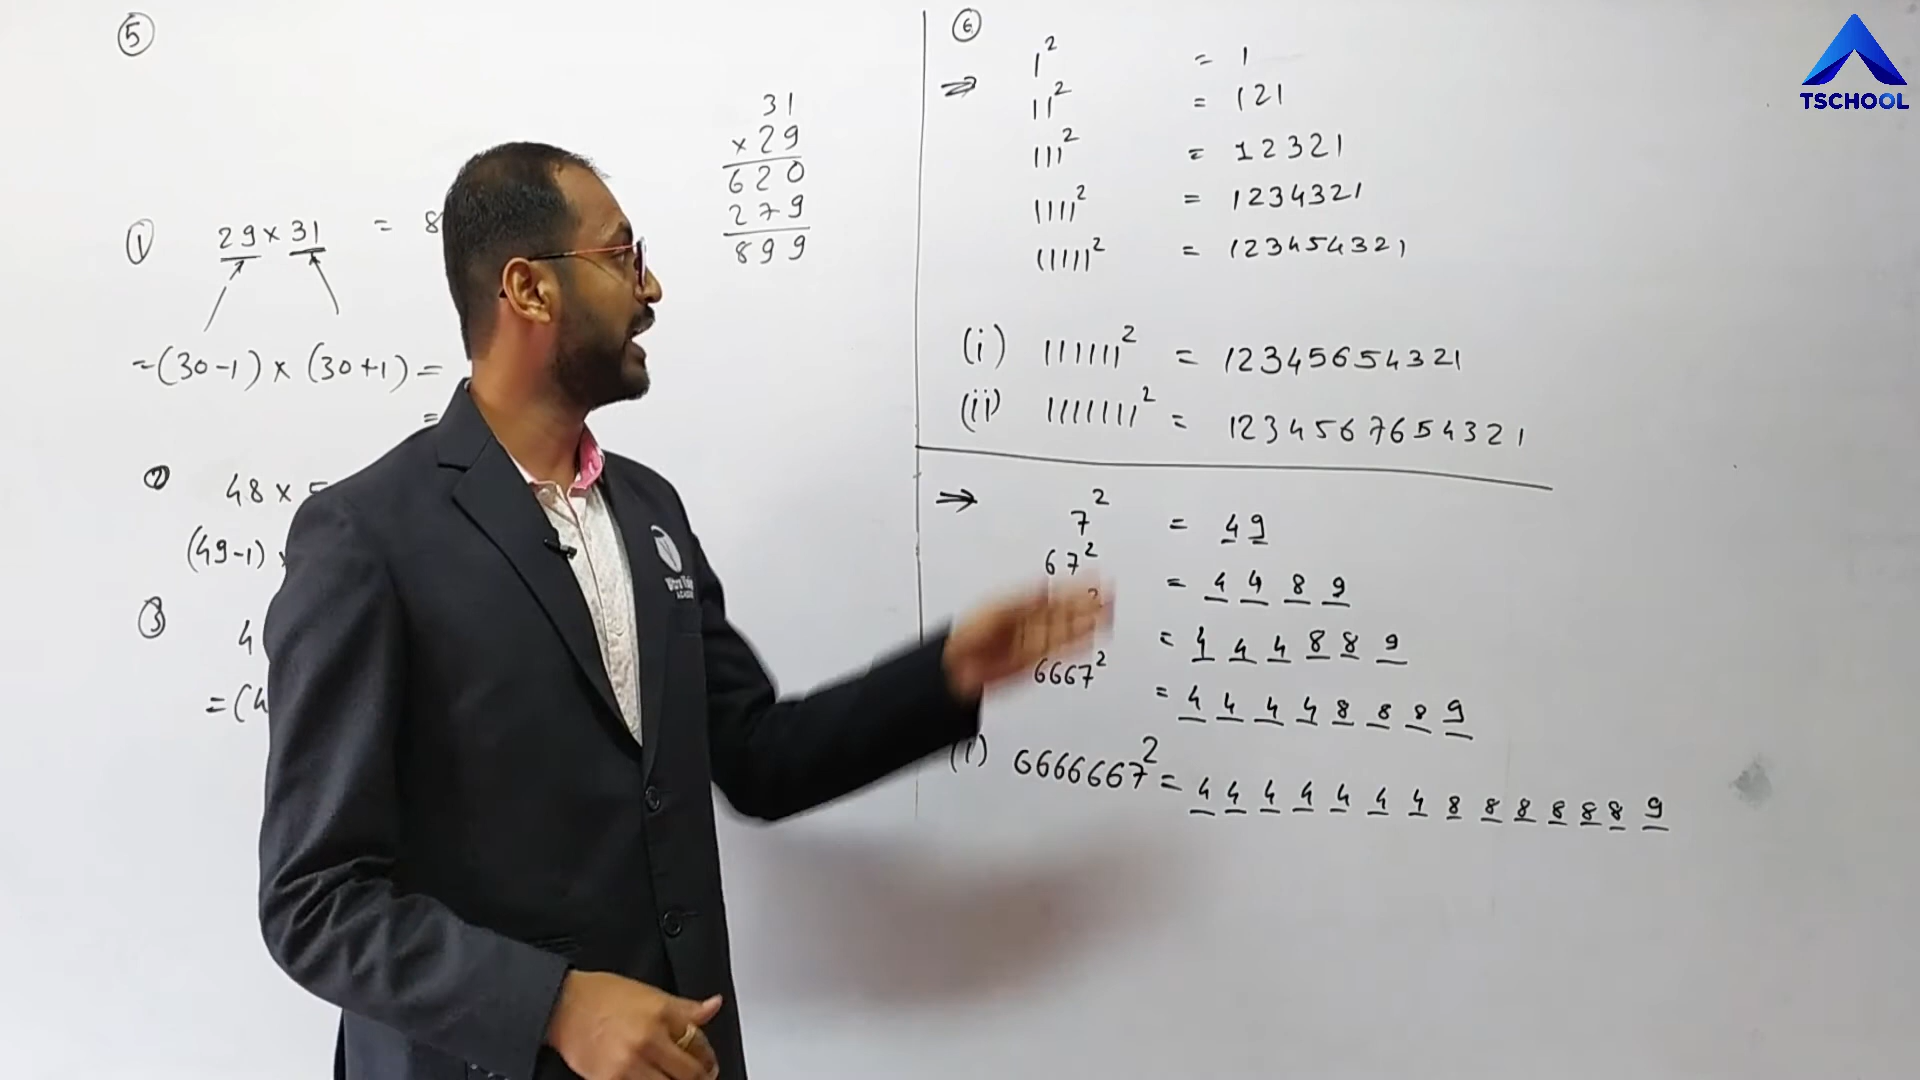 ⑤
31
×29
620
279
899
① 29×31 = 8
=(30-1)×(30+1)=
=
② 48×5
(49-1)
③ 4
=(4
⑥
⇒ 1² = 1
11² = 121
111² = 12321
1111² = 1234321
11111² = 123454321
(i) 111111² = 12345654321
(ii) 1111111² = 1234567654321
⇒ 7² = 49
67² = 4489
= 444889
6667² = 44448889
(i) 6666667² = 44444448888889
TSCHOOL